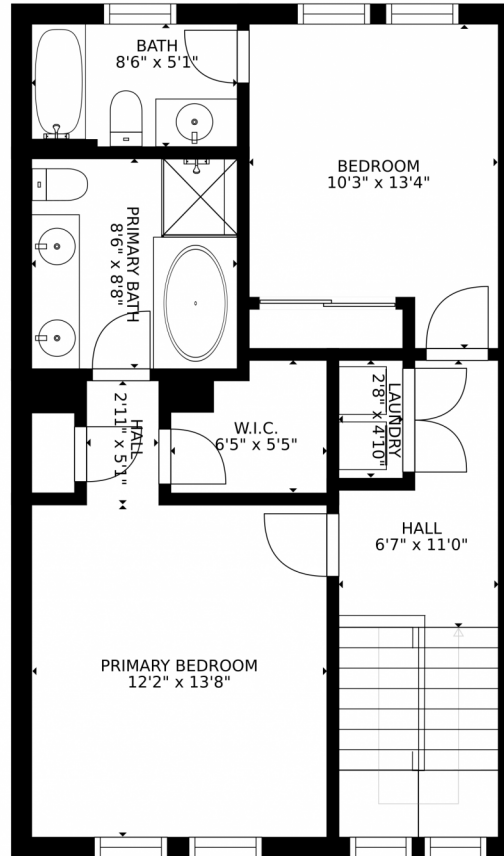 BATH
8'6" x 5'1"
BEDROOM
10'3" x 13'4"
PRIMARY BATH
8'6" x 8'8"
HALL
2'11" x 5'1"
W.I.C.
6'5" x 5'5"
LAUNDRY
2'8" x 4'10"
HALL
6'7" x 11'0"
PRIMARY BEDROOM
12'2" x 13'8"